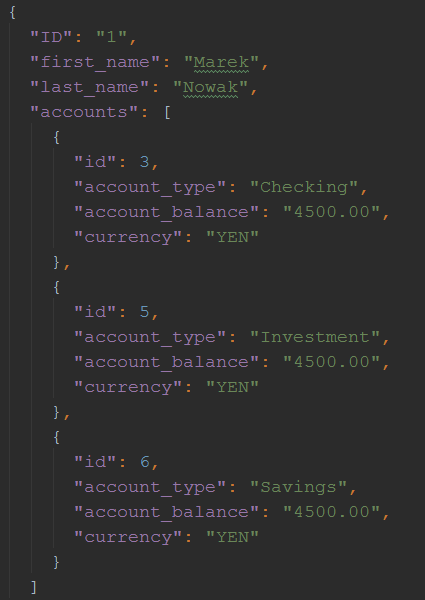 {
  "ID": "1",
  "first_name": "Marek",
  "last_name": "Nowak",
  "accounts": [
    {
      "id": 3,
      "account_type": "Checking",
      "account_balance": "4500.00",
      "currency": "YEN"
    },
    {
      "id": 5,
      "account_type": "Investment",
      "account_balance": "4500.00",
      "currency": "YEN"
    },
    {
      "id": 6,
      "account_type": "Savings",
      "account_balance": "4500.00",
      "currency": "YEN"
    }
  ]